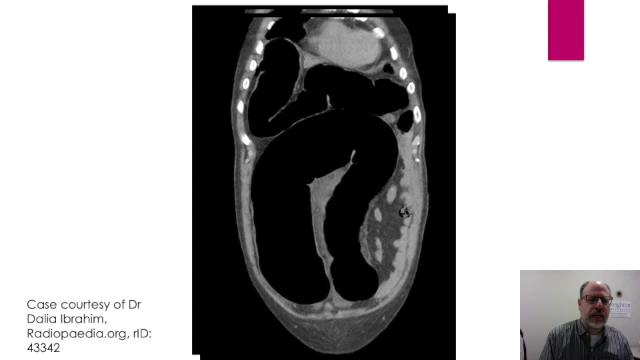 Case courtesy of Dr
Dalia Ibrahim,
Radiopaedia.org, rID:
43342